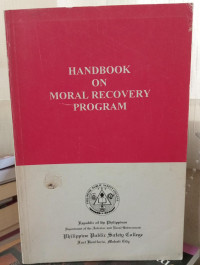 HANDBOOK
ON
MORAL RECOVERY
PROGRAM
Republic of the Philippines
Department of the Interior and Local Government
Philippine Public Safety College
Fort Bonifacio, Makati City